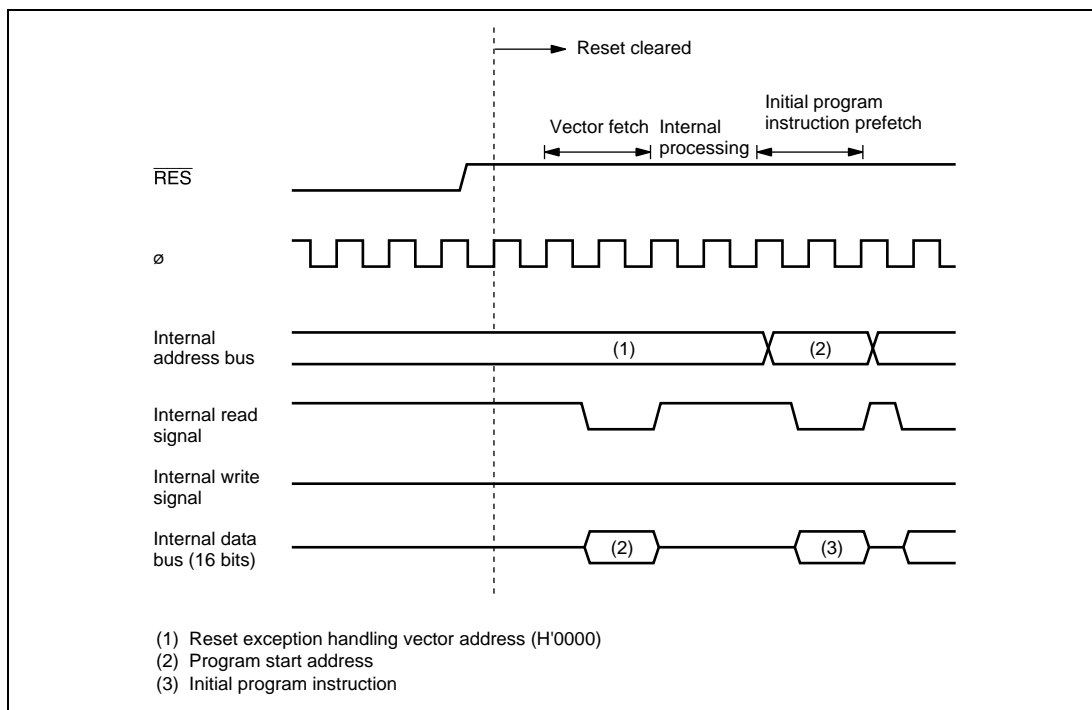 Reset cleared
Initial program
Vector fetch Internal instruction prefetch
processing
RES
ø
Internal
address bus
(1)
(2)
Internal read
signal
Internal write
signal
Internal data
bus (16 bits)
(2)
(3)
(1) Reset exception handling vector address (H'0000)
(2) Program start address
(3) Initial program instruction